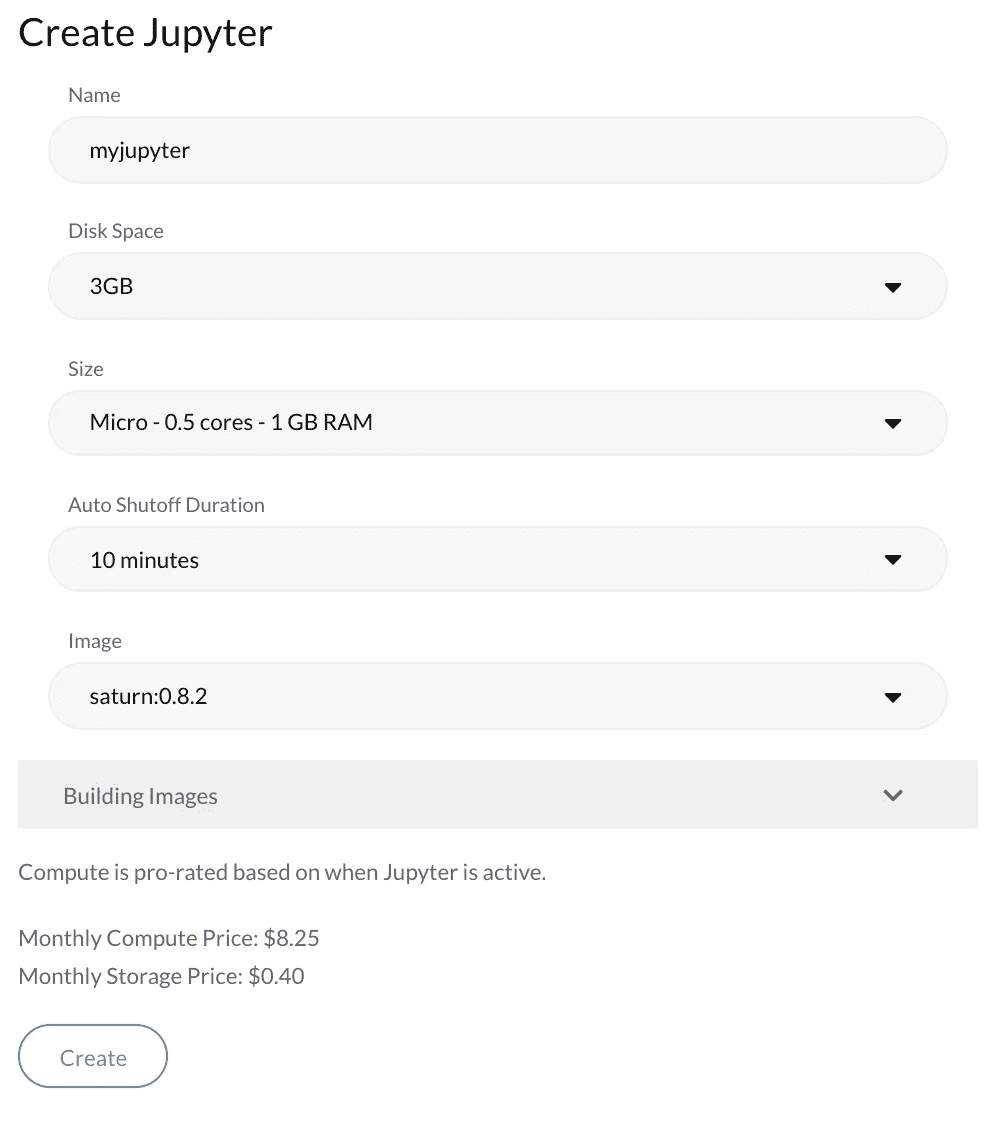 Create Jupyter
Name
myjupyter
Disk Space
3GB
Size
Micro - 0.5 cores - 1 GB RAM
Auto Shutoff Duration
10 minutes
Image
saturn:0.8.2
Building Images
Compute is pro-rated based on when Jupyter is active.
Monthly Compute Price: $8.25
Monthly Storage Price: $0.40
Create